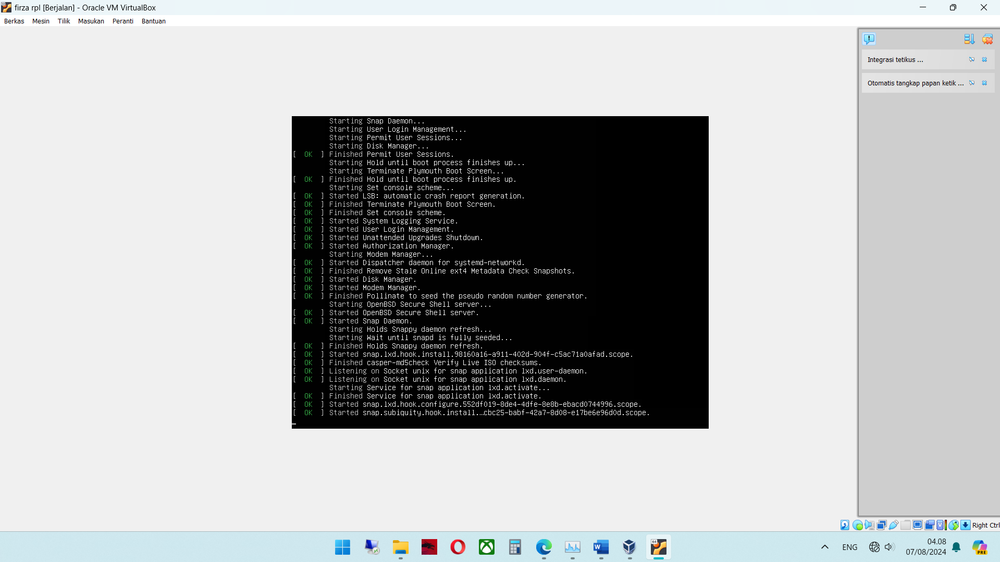 firza rpl [Berjalan] - Oracle VM VirtualBox
Berkas Mesin Tilik Masukan Peranti Bantuan
Integrasi tetikus ...
Otomatis tangkap papan ketik ...
Starting Snap Daemon...
Starting User Login Management...
Starting Permit User Sessions...
Starting Disk Manager...
[ OK ] Finished Permit User Sessions.
Starting Hold until boot process finishes up...
Starting Terminate Plymouth Boot Screen...
[ OK ] Finished Hold until boot process finishes up.
Starting Set console scheme...
[ OK ] Started LSB: automatic crash report generation.
[ OK ] Finished Terminate Plymouth Boot Screen.
[ OK ] Finished Set console scheme.
[ OK ] Started System Logging Service.
[ OK ] Started User Login Management.
[ OK ] Started Unattended Upgrades Shutdown.
[ OK ] Started Authorization Manager.
Starting Modem Manager...
[ OK ] Started Dispatcher daemon for systemd-networkd.
[ OK ] Finished Remove Stale Online ext4 Metadata Check Snapshots.
[ OK ] Started Disk Manager.
[ OK ] Started Modem Manager.
[ OK ] Finished Pollinate to seed the pseudo random number generator.
Starting OpenBSD Secure Shell server...
[ OK ] Started OpenBSD Secure Shell server.
[ OK ] Started Snap Daemon.
Starting Holds Snappy daemon refresh...
Starting Wait until snapd is fully seeded...
[ OK ] Finished Holds Snappy daemon refresh.
[ OK ] Started snap.lxd.hook.install.98160a16-a911-402d-904f-c5ac71a0afad.scope.
[ OK ] Finished casper-md5check Verify Live ISO checksums.
[ OK ] Listening on Socket unix for snap application lxd.user-daemon.
[ OK ] Listening on Socket unix for snap application lxd.daemon.
Starting Service for snap application lxd.activate...
[ OK ] Finished Service for snap application lxd.activate.
[ OK ] Started snap.lxd.hook.configure.552df019-8de4-4dfe-8e8b-ebacd0744996.scope.
[ OK ] Started snap.subiquity.hook.install.…cbc25-babf-42a7-8d08-e17be6e96d0d.scope.
Right Ctrl
ENG
04.08
07/08/2024
PRE